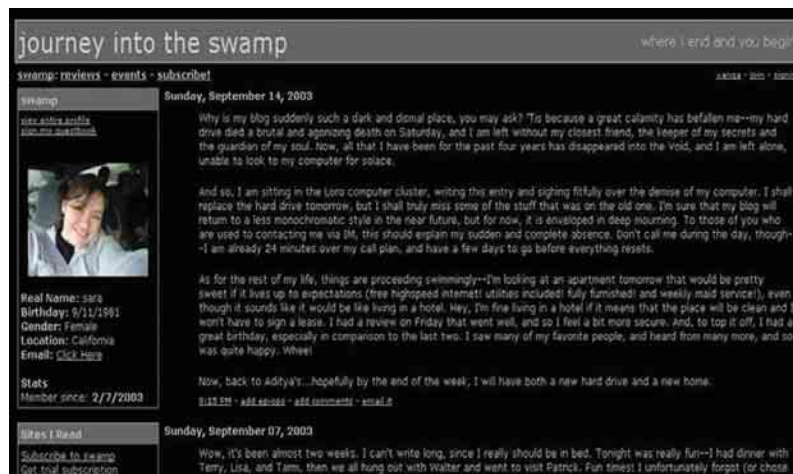 journey into the swamp
where i end and you begin
swamp: reviews - events - subscribe!
xanga - join - sign
swamp
view entire profile
sign my guestbook
Real Name: sara
Birthday: 9/11/1981
Gender: Female
Location: California
Email: Click Here
Stats
Member since: 2/7/2003
Sites I Read
Subscribe to swamp
Get trial subscription
Sunday, September 14, 2003
Why is my blog suddenly such a dark and dismal place, you may ask? 'Tis because a great calamity has befallen me--my hard
drive died a brutal and agonizing death on Saturday, and I am left without my closest friend, the keeper of my secrets and
the guardian of my soul. Now, all that I have been for the past four years has disappeared into the Void, and I am left alone,
unable to look to my computer for solace.
And so, I am sitting in the Loro computer cluster, writing this entry and sighing fitfully over the demise of my computer. I shall
replace the hard drive tomorrow, but I shall truly miss some of the stuff that was on the old one. I'm sure that my blog will
return to a less monochromatic style in the near future, but for now, it is enveloped in deep mourning. To those of you who
are used to contacting me via IM, this should explain my sudden and complete absence. Don't call me during the day, though-
-I am already 24 minutes over my call plan, and have a few days to go before everything resets.
As for the rest of my life, things are proceeding swimmingly--I'm looking at an apartment tomorrow that would be pretty
sweet if it lives up to expectations (free highspeed internet! utilities included! fully furnished! and weekly maid service!), even
though it sounds like it would be like living in a hotel. Hey, I'm fine living in a hotel if it means that the place will be clean and I
won't have to sign a lease. I had a review on Friday that went well, and so I feel a bit more secure. And, to top it off, I had a
great birthday, especially in comparison to the last two. I saw many of my favorite people, and heard from many more, and so
was quite happy. Whee!
Now, back to Aditya's...hopefully by the end of the week, I will have both a new hard drive and a new home.
9:15 PM - add eprops - add comments - email it
Sunday, September 07, 2003
Wow, it's been almost two weeks. I can't write long, since I really should be in bed. Tonight was really fun--I had dinner with
Terry, Lisa, and Tamm, then we all hung out with Walter and went to visit Patrick. Fun times! I unfortunately forgot (or chose